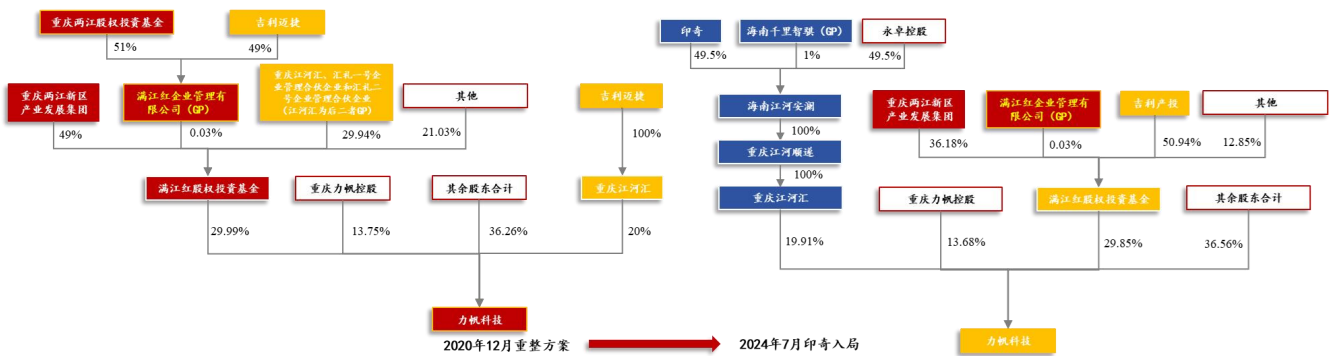 重庆两江股权投资基金
吉利迈捷
51%
49%
重庆两江新区
产业发展集团
满江红企业管理有
限公司（GP）
重庆江河汇、汇礼一号企
业管理合伙企业和汇礼二
号企业管理合伙企业
（江河汇为后二者GP）
其他
吉利迈捷
49%
0.03%
29.94%
21.03%
100%
满江红股权投资基金
重庆力帆控股
其余股东合计
重庆江河汇
29.99%
13.75%
36.26%
20%
力帆科技
2020年12月重整方案
印奇
海南千里智骐（GP）
永卓控股
49.5%
1%
49.5%
海南江河安澜
100%
重庆江河顺遂
100%
重庆江河汇
重庆两江新区
产业发展集团
满江红企业管理有
限公司（GP）
吉利产投
其他
36.18%
0.03%
50.94%
12.85%
重庆力帆控股
满江红股权投资基金
其余股东合计
19.91%
13.68%
29.85%
36.56%
力帆科技
2024年7月印奇入局